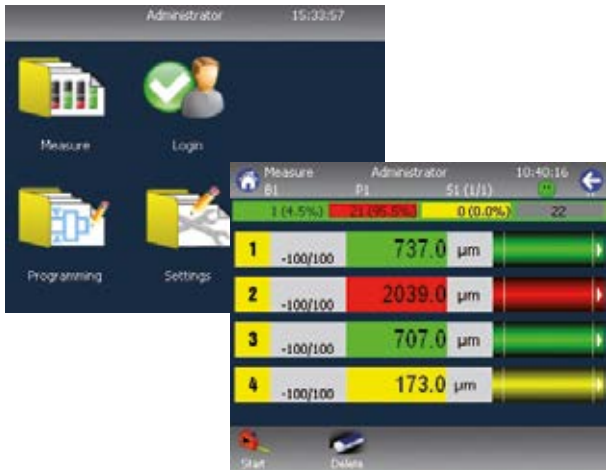 Administrator 15:33:57
Measure Login
Programming Settings
Measure Administrator 10:40:16
B1 P1 S1 (1/1)
1 (4.5%) 21 (95.5%) 0 (0.0%) 22
1 -100/100 737.0 µm
2 -100/100 2039.0 µm
3 -100/100 707.0 µm
4 -100/100 173.0 µm
Start Delete